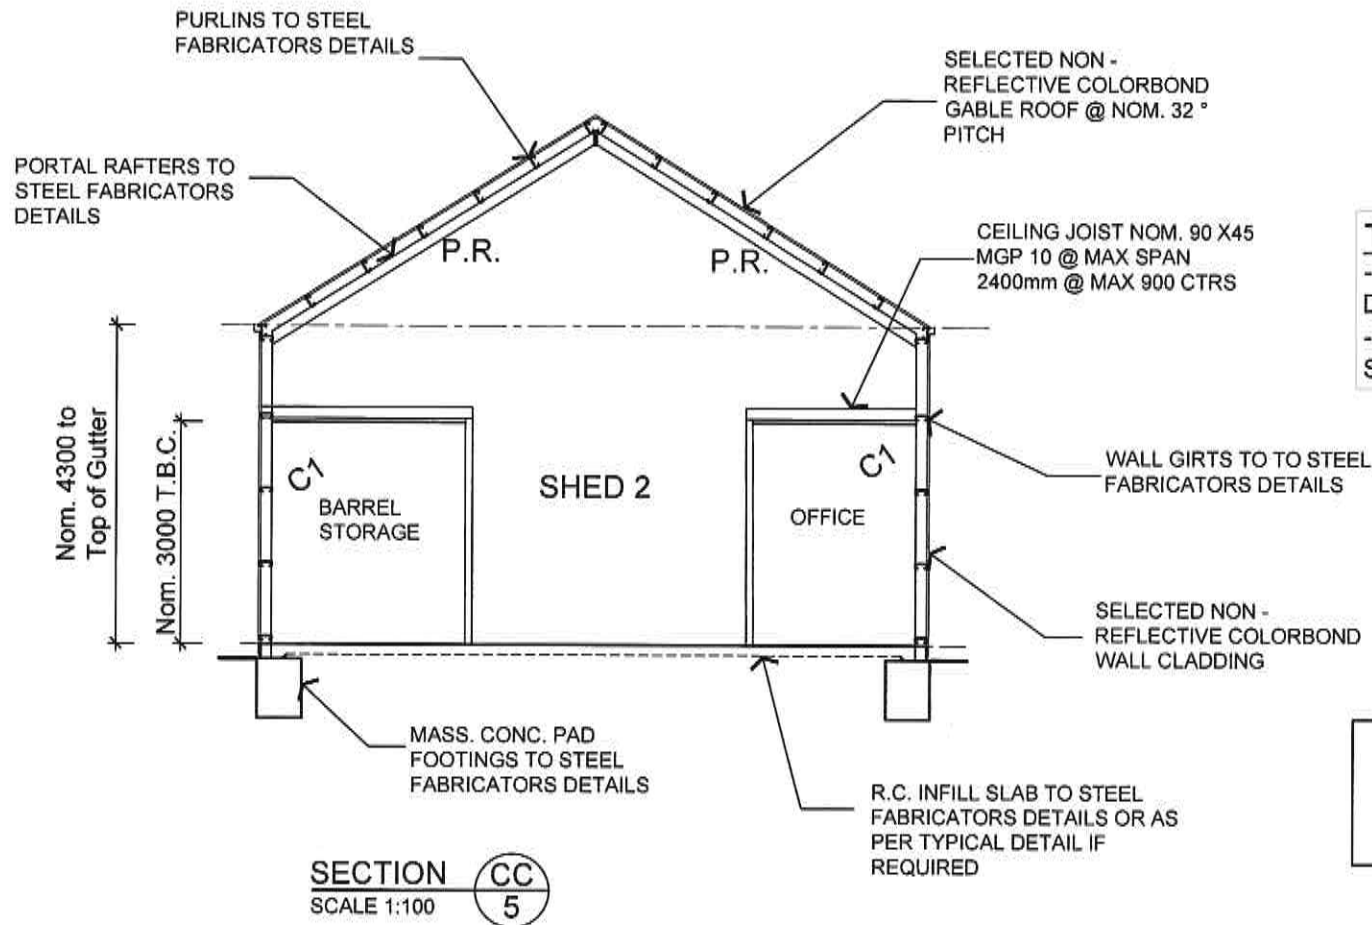 PURLINS TO STEEL
FABRICATORS DETAILS
SELECTED NON -
REFLECTIVE COLORBOND
GABLE ROOF @ NOM. 32 °
PITCH
PORTAL RAFTERS TO
STEEL FABRICATORS
DETAILS
P.R.
P.R.
CEILING JOIST NOM. 90 X45
MGP 10 @ MAX SPAN
2400mm @ MAX 900 CTRS
Nom. 4300 to
Top of Gutter
Nom. 3000 T.B.C.
C1
BARREL
STORAGE
SHED 2
C1
OFFICE
WALL GIRTS TO TO STEEL
FABRICATORS DETAILS
SELECTED NON -
REFLECTIVE COLORBOND
WALL CLADDING
MASS. CONC. PAD
FOOTINGS TO STEEL
FABRICATORS DETAILS
R.C. INFILL SLAB TO STEEL
FABRICATORS DETAILS OR AS
PER TYPICAL DETAIL IF
REQUIRED
SECTION CC
SCALE 1:100 5